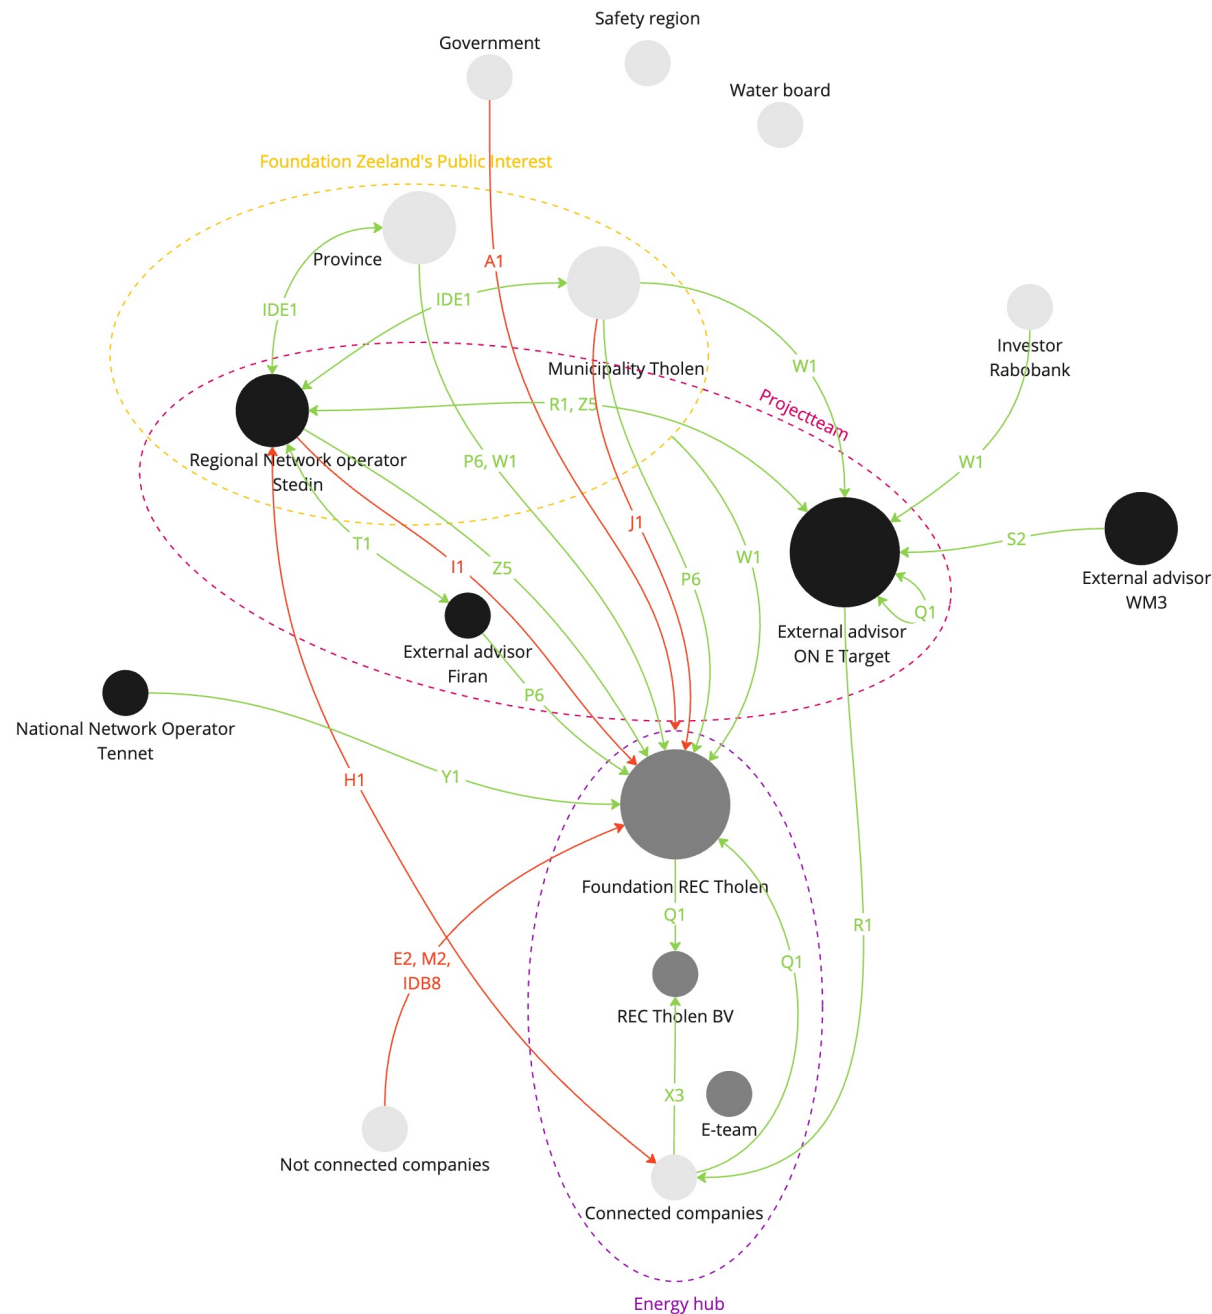 Safety region
Government
Water board
Foundation Zeeland's Public Interest
Province
A1
IDE1
IDE1
Municipality Tholen
W1
Investor
Rabobank
R1, Z5
Projectteam
Regional Network operator
Stedin
P6, W1
W1
J1
T1
I1
Z5
P6
W1
S2
External advisor
WM3
Q1
External advisor
ON E Target
External advisor
Firan
P6
National Network Operator
Tennet
Y1
H1
Foundation REC Tholen
Q1
R1
E2, M2,
IDB8
Q1
REC Tholen BV
X3
E-team
Not connected companies
Connected companies
Energy hub